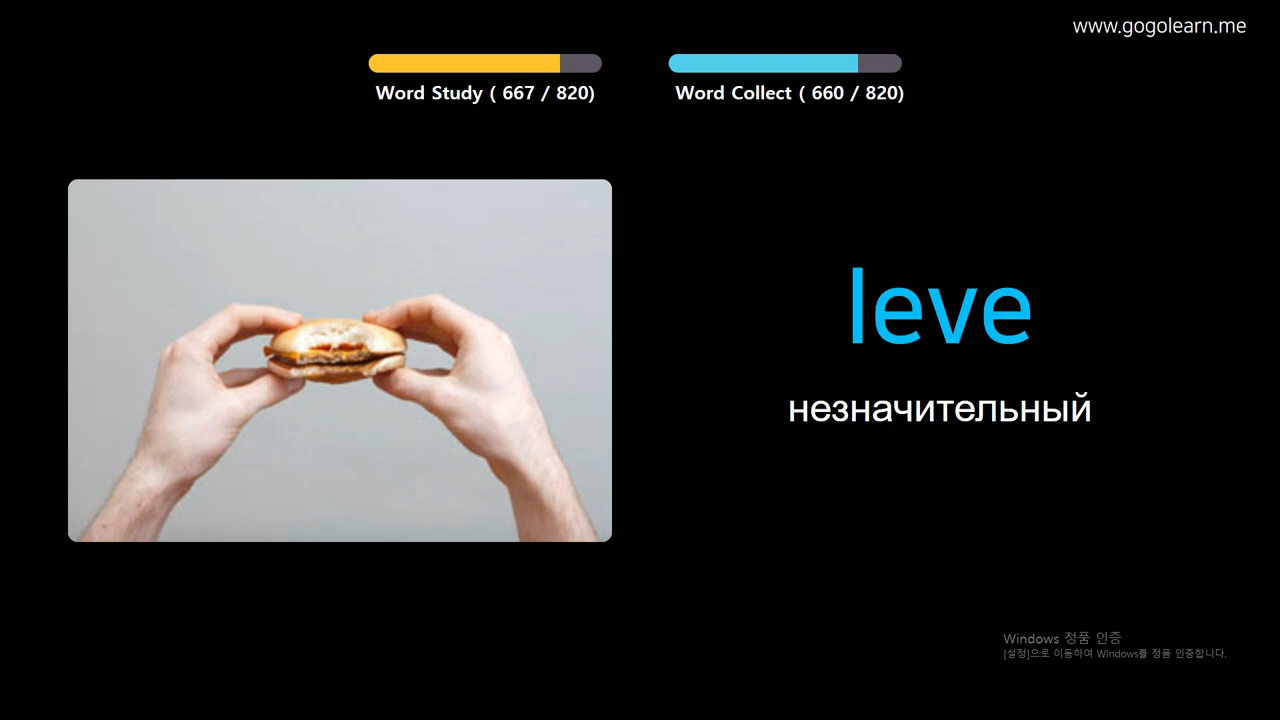 www.gogolearn.me
Word Study ( 667 / 820)
Word Collect ( 660 / 820)
leve
незначительный
Windows 정품 인증
[설정]으로 이동하여 Windows를 정품 인증합니다.